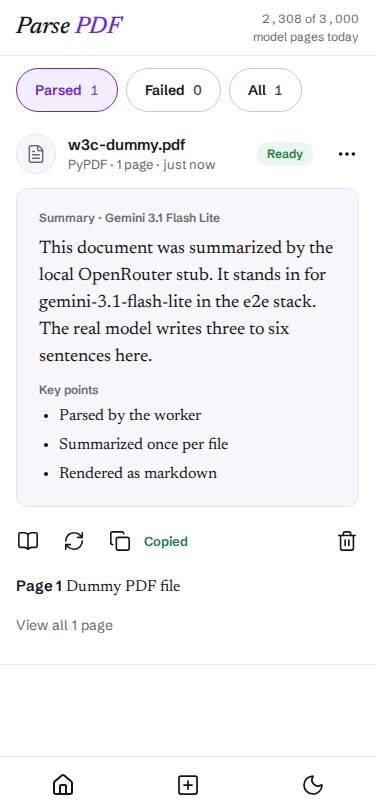 Parse PDF
2,308 of 3,000
model pages today
Parsed 1
Failed 0
All 1
w3c-dummy.pdf
PyPDF · 1 page · just now
Ready
Summary · Gemini 3.1 Flash Lite
This document was summarized by the
local OpenRouter stub. It stands in for
gemini-3.1-flash-lite in the e2e stack.
The real model writes three to six
sentences here.
Key points
• Parsed by the worker
• Summarized once per file
• Rendered as markdown
Copied
Page 1 Dummy PDF file
View all 1 page